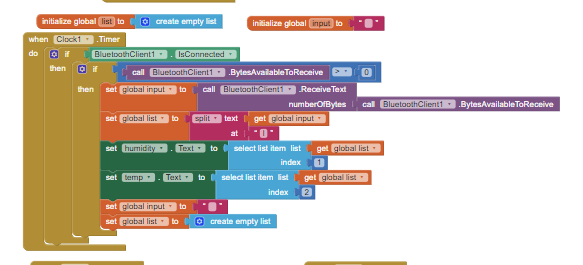 initialize global list to create empty list
initialize global input to " "
when Clock1 .Timer
do if BluetoothClient1 . IsConnected
then if call BluetoothClient1 .BytesAvailableToReceive > 0
then set global input to call BluetoothClient1 .ReceiveText
numberOfBytes call BluetoothClient1 .BytesAvailableToReceive
set global list to split text get global input
at " | "
set humidity . Text to select list item list get global list
index 1
set temp . Text to select list item list get global list
index 2
set global input to " "
set global list to create empty list